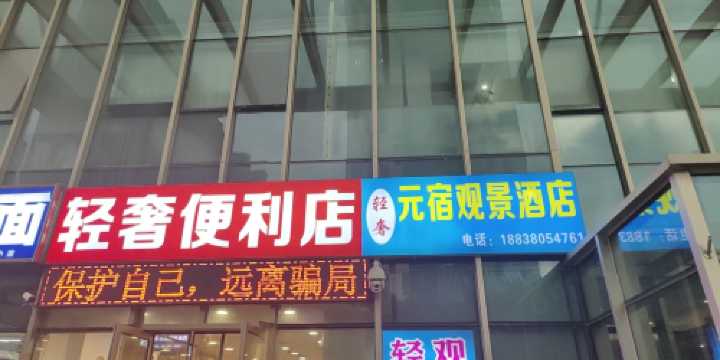 面
轻奢便利店
轻奢
元宿观景酒店
电话：18838054761
保护自己，远离骗局
轻观